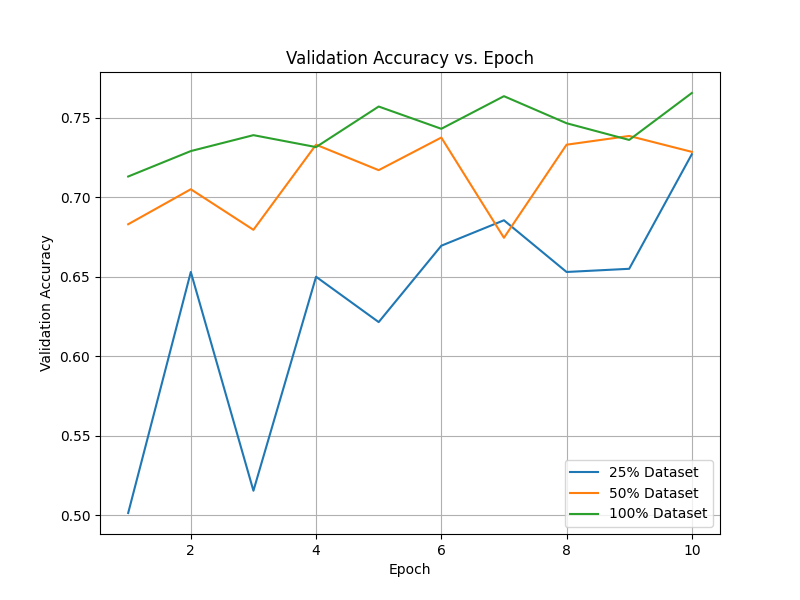 Validation Accuracy vs. Epoch
Validation Accuracy
0.75
0.70
0.65
0.60
0.55
0.50
25% Dataset
50% Dataset
100% Dataset
2 4 6 8 10
Epoch